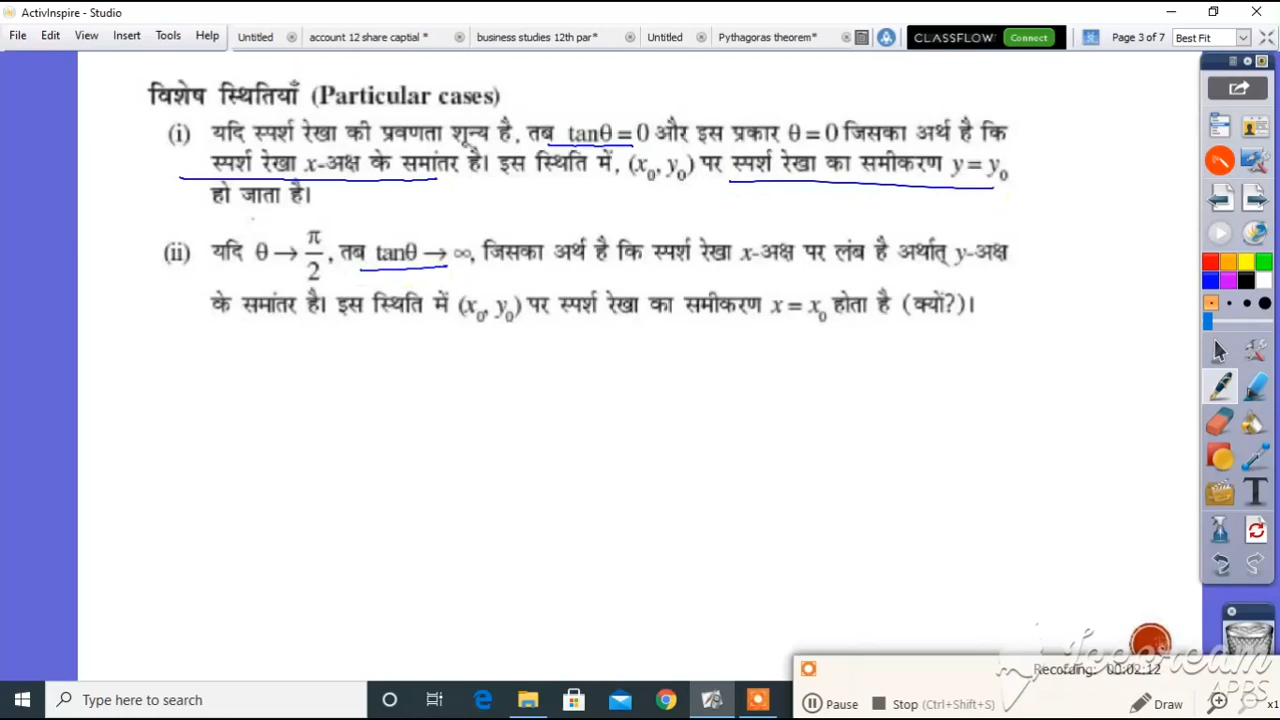 ActivInspire - Studio
File Edit View Insert Tools Help Untitled account 12 share captial * business studies 12th par* Untitled Pythagoras theorem* CLASSFLOW Connect Page 3 of 7 Best Fit
विशेष स्थितियाँ (Particular cases)
(i) यदि स्पर्श रेखा की प्रवणता शून्य है, तब tanθ = 0 और इस प्रकार θ = 0 जिसका अर्थ है कि
स्पर्श रेखा x-अक्ष के समांतर है। इस स्थिति में, (x₀, y₀) पर स्पर्श रेखा का समीकरण y = y₀
हो जाता है।
(ii) यदि θ → π/2, तब tanθ → ∞, जिसका अर्थ है कि स्पर्श रेखा x-अक्ष पर लंब है अर्थात् y-अक्ष
के समांतर है। इस स्थिति में (x₀, y₀) पर स्पर्श रेखा का समीकरण x = x₀ होता है (क्यों?)।
Icecream
APPS
Recording: 00:02:12
Pause Stop (Ctrl+Shift+S) Draw x1
Type here to search